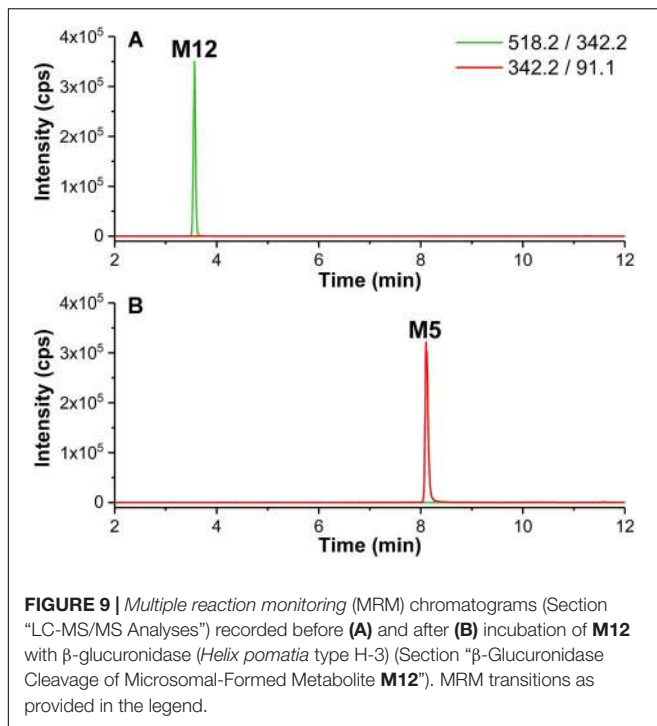 A
M12
518.2 / 342.2
342.2 / 91.1
4x10⁵
3x10⁵
2x10⁵
1x10⁵
0
Intensity (cps)
2 4 6 8 10 12
Time (min)
B
M5
4x10⁵
3x10⁵
2x10⁵
1x10⁵
0
Intensity (cps)
2 4 6 8 10 12
Time (min)
FIGURE 9 | Multiple reaction monitoring (MRM) chromatograms (Section
“LC-MS/MS Analyses”) recorded before (A) and after (B) incubation of M12
with β-glucuronidase (Helix pomatia type H-3) (Section “β-Glucuronidase
Cleavage of Microsomal-Formed Metabolite M12”). MRM transitions as
provided in the legend.